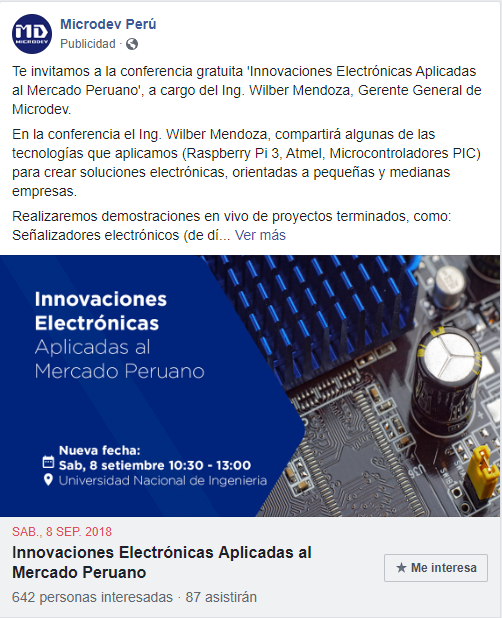 MD
MICRODEV
Microdev Perú
Publicidad ·
Te invitamos a la conferencia gratuita 'Innovaciones Electrónicas Aplicadas
al Mercado Peruano', a cargo del Ing. Wilber Mendoza, Gerente General de
Microdev.
En la conferencia el Ing. Wilber Mendoza, compartirá algunas de las
tecnologías que aplicamos (Raspberry Pi 3, Atmel, Microcontroladores PIC)
para crear soluciones electrónicas, orientadas a pequeñas y medianas
empresas.
Realizaremos demostraciones en vivo de proyectos terminados, como:
Señalizadores electrónicos (de dí... Ver más
Innovaciones
Electrónicas
Aplicadas al
Mercado Peruano
Nueva fecha:
Sab, 8 setiembre 10:30 - 13:00
Universidad Nacional de Ingenieria
SAB., 8 SEP. 2018
Innovaciones Electrónicas Aplicadas al
Mercado Peruano
★ Me interesa
642 personas interesadas · 87 asistirán